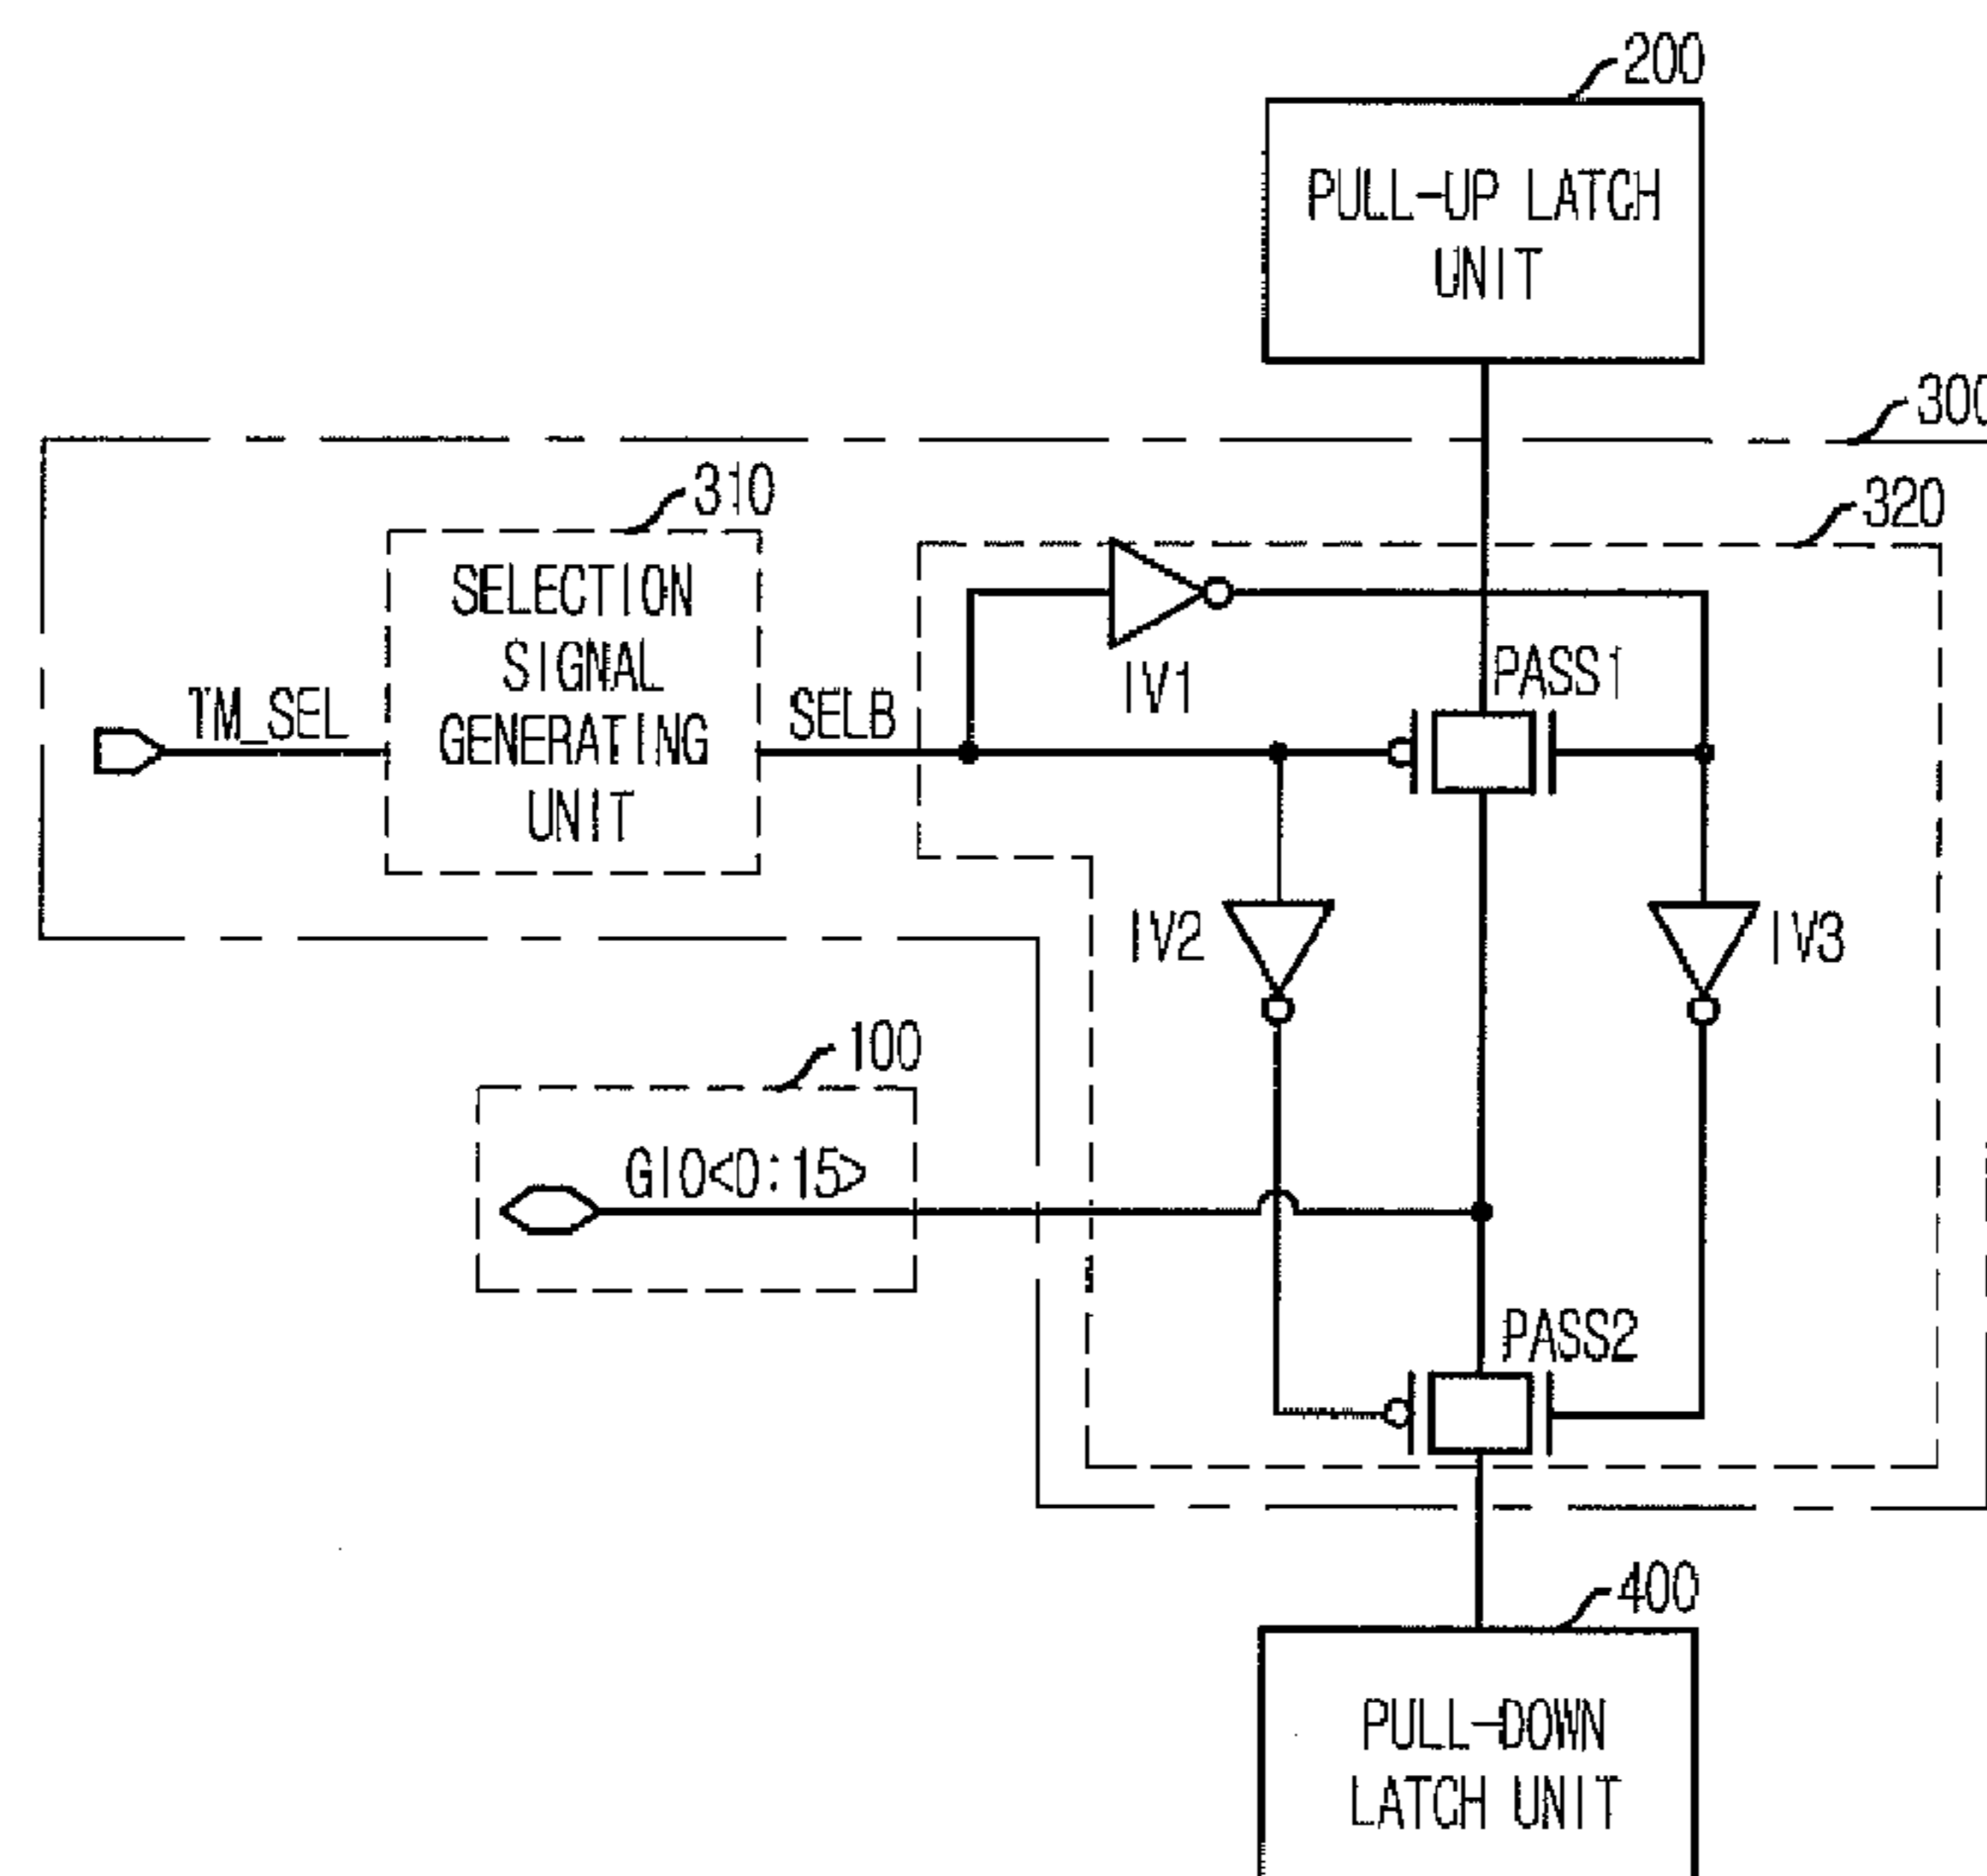 200
PULL-UP LATCH
UNIT
300
310
320
SELECTION
SIGNAL
GENERATING
UNIT
TM_SEL
SELB
IV1
PASS1
IV2
IV3
100
GIO<0:15>
PASS2
400
PULL-DOWN
LATCH UNIT